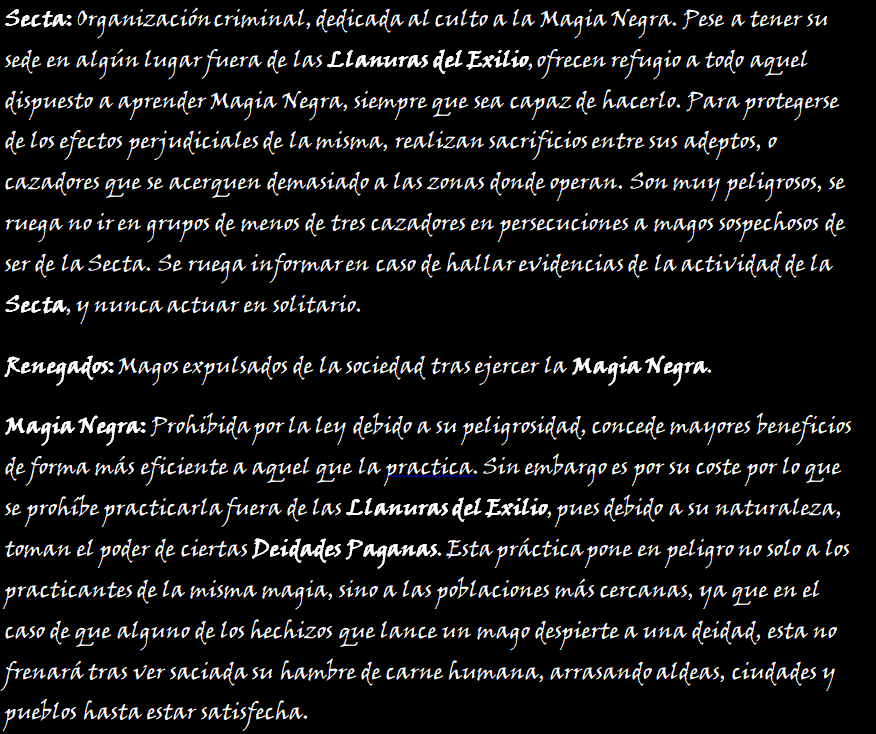 Secta: Organización criminal, dedicada al culto a la Magia Negra. Pese a tener su
sede en algún lugar fuera de las Llanuras del Exilio, ofrecen refugio a todo aquel
dispuesto a aprender Magia Negra, siempre que sea capaz de hacerlo. Para protegerse
de los efectos perjudiciales de la misma, realizan sacrificios entre sus adeptos, o
cazadores que se acerquen demasiado a las zonas donde operan. Son muy peligrosos, se
ruega no ir en grupos de menos de tres cazadores en persecuciones a magos sospechosos de
ser de la Secta. Se ruega informar en caso de hallar evidencias de la actividad de la
Secta, y nunca actuar en solitario.
Renegados: Magos expulsados de la sociedad tras ejercer la Magia Negra.
Magia Negra: Prohibida por la ley debido a su peligrosidad, concede mayores beneficios
de forma más eficiente a aquel que la practica. Sin embargo es por su coste por lo que
se prohíbe practicarla fuera de las Llanuras del Exilio, pues debido a su naturaleza,
toman el poder de ciertas Deidades Paganas. Esta práctica pone en peligro no solo a los
practicantes de la misma magia, sino a las poblaciones más cercanas, ya que en el
caso de que alguno de los hechizos que lance un mago despierte a una deidad, esta no
frenará tras ver saciada su hambre de carne humana, arrasando aldeas, ciudades y
pueblos hasta estar satisfecha.